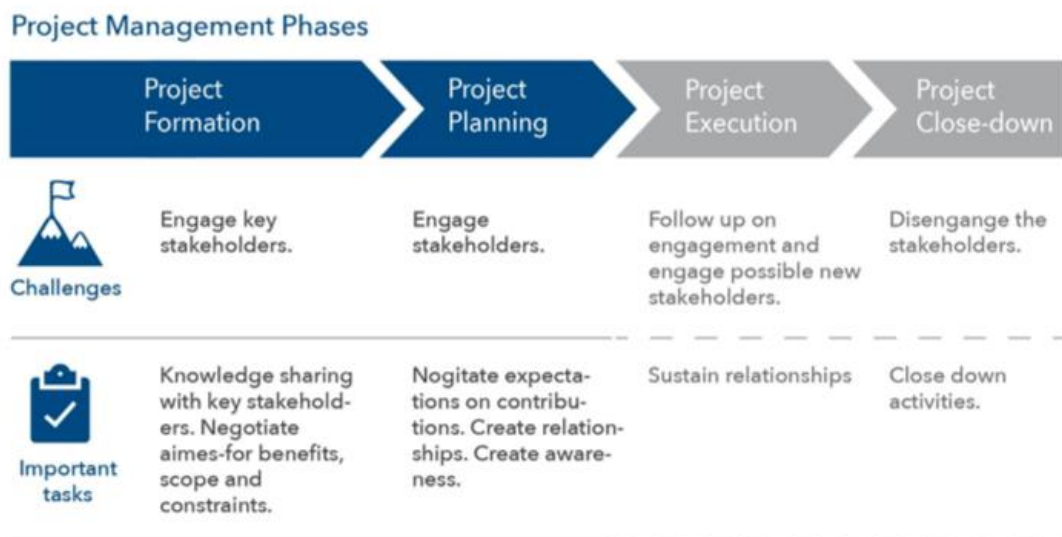 Project Management Phases
Project
Formation
Project
Planning
Project
Execution
Project
Close-down
Challenges
Engage key
stakeholders.
Engage
stakeholders.
Follow up on
engagement and
engage possible new
stakeholders.
Disengange the
stakeholders.
Important
tasks
Knowledge sharing
with key stakehold-
ers. Negotiate
aimes-for benefits,
scope and
constraints.
Nogitate expecta-
tions on contribu-
tions. Create relation-
ships. Create aware-
ness.
Sustain relationships
Close down
activities.